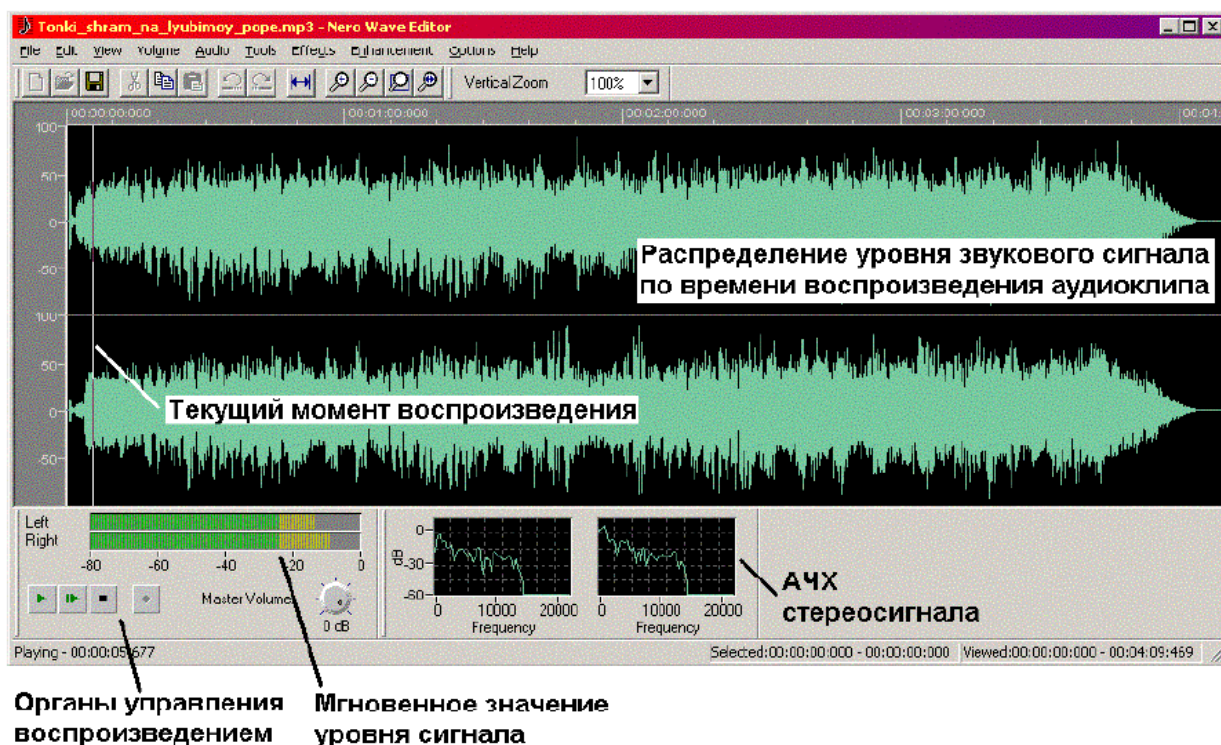 Tonki_shram_na_lyubimoy_pope.mp3 - Nero Wave Editor
File Edit View Volume Audio Tools Effects Enhancement Options Help
Vertical Zoom 100%
00:00:00:000 00:01:00:000 00:02:00:000 00:03:00:000 00:04:
100
50
0
-50
Распределение уровня звукового сигнала
по времени воспроизведения аудиоклипа
100
50
0
-50
Текущий момент воспроизведения
Left
Right
-80 -60 -40 -20 0
Master Volume
0 dB
dB
0
-30
-60
0 10000 20000
Frequency
0 10000 20000
Frequency
АЧХ
стереосигнала
Playing - 00:00:05:677
Selected:00:00:00:000 - 00:00:00:000 Viewed:00:00:00:000 - 00:04:09:469
Органы управления
воспроизведением
Мгновенное значение
уровня сигнала